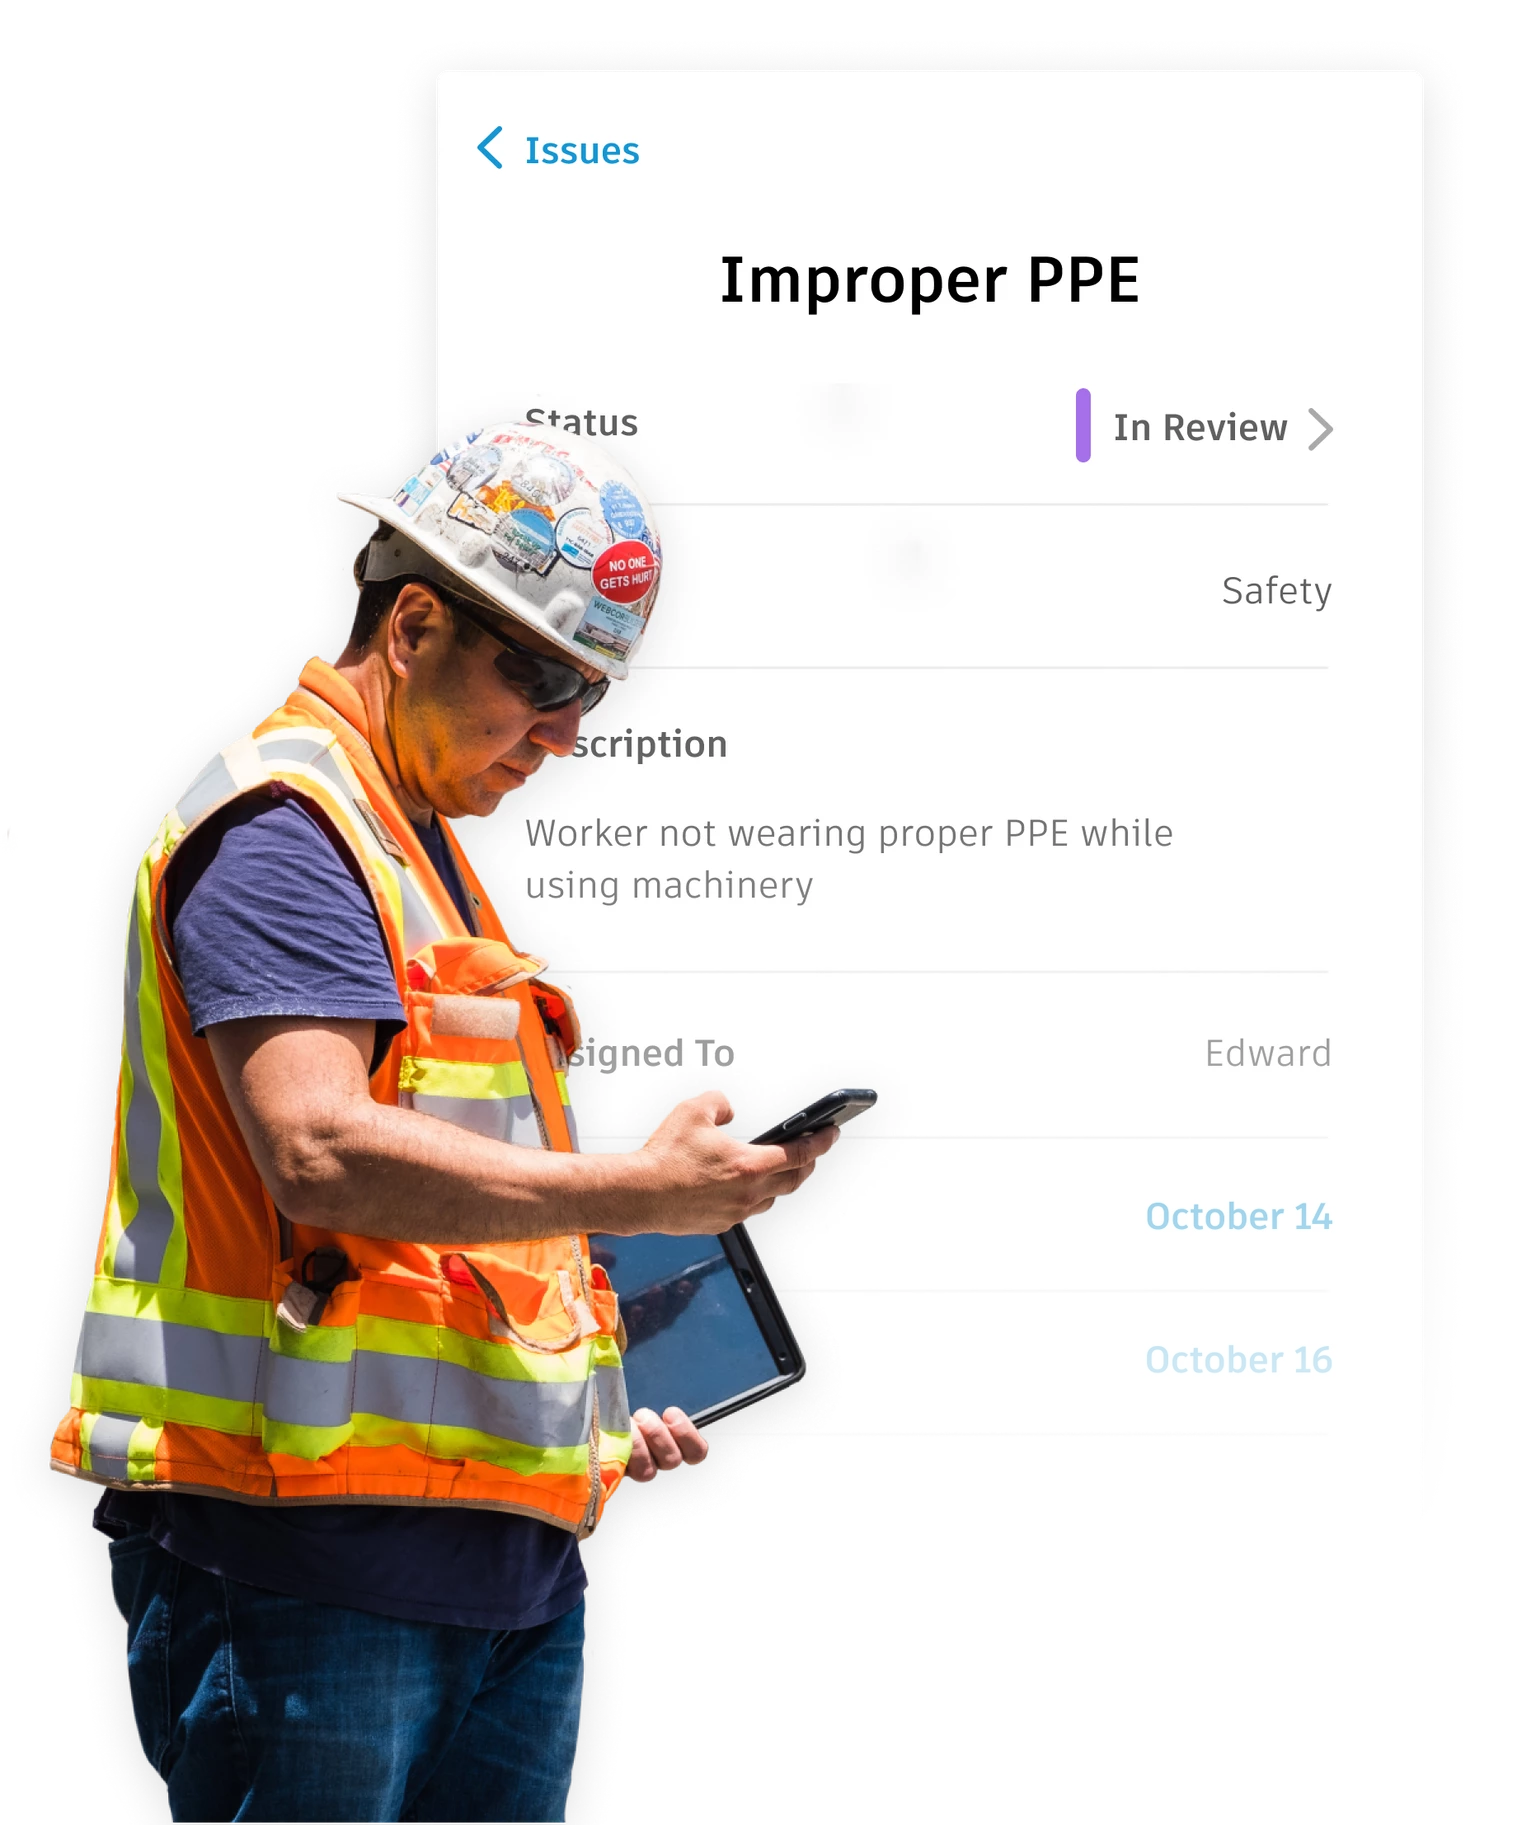 Issues
Improper PPE
Status
In Review
Safety
scription
Worker not wearing proper PPE while
using machinery
signed To
Edward
October 14
October 16
NO ONE
GETS HURT
WEBCOR